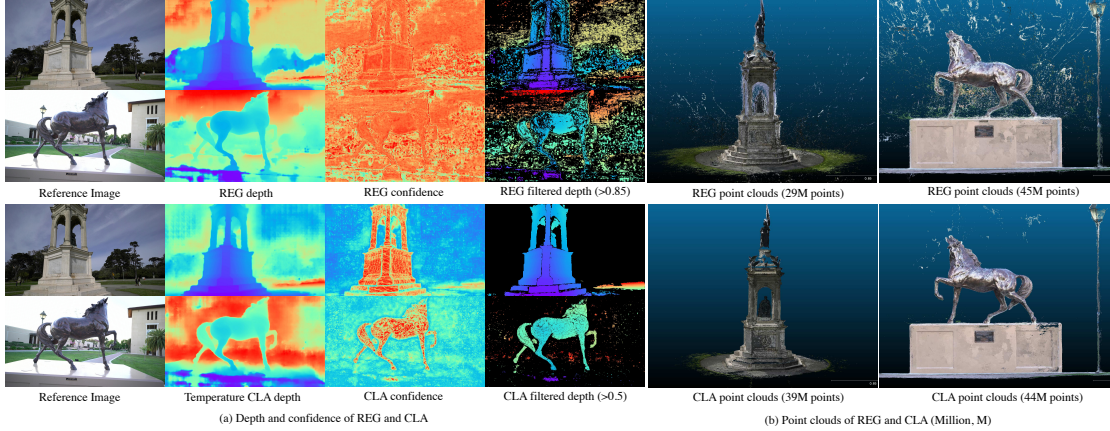 Reference Image
REG depth
REG confidence
REG filtered depth (>0.85)
REG point clouds (29M points)
REG point clouds (45M points)
Reference Image
Temperature CLA depth
CLA confidence
CLA filtered depth (>0.5)
CLA point clouds (39M points)
CLA point clouds (44M points)
(a) Depth and confidence of REG and CLA
(b) Point clouds of REG and CLA (Million, M)